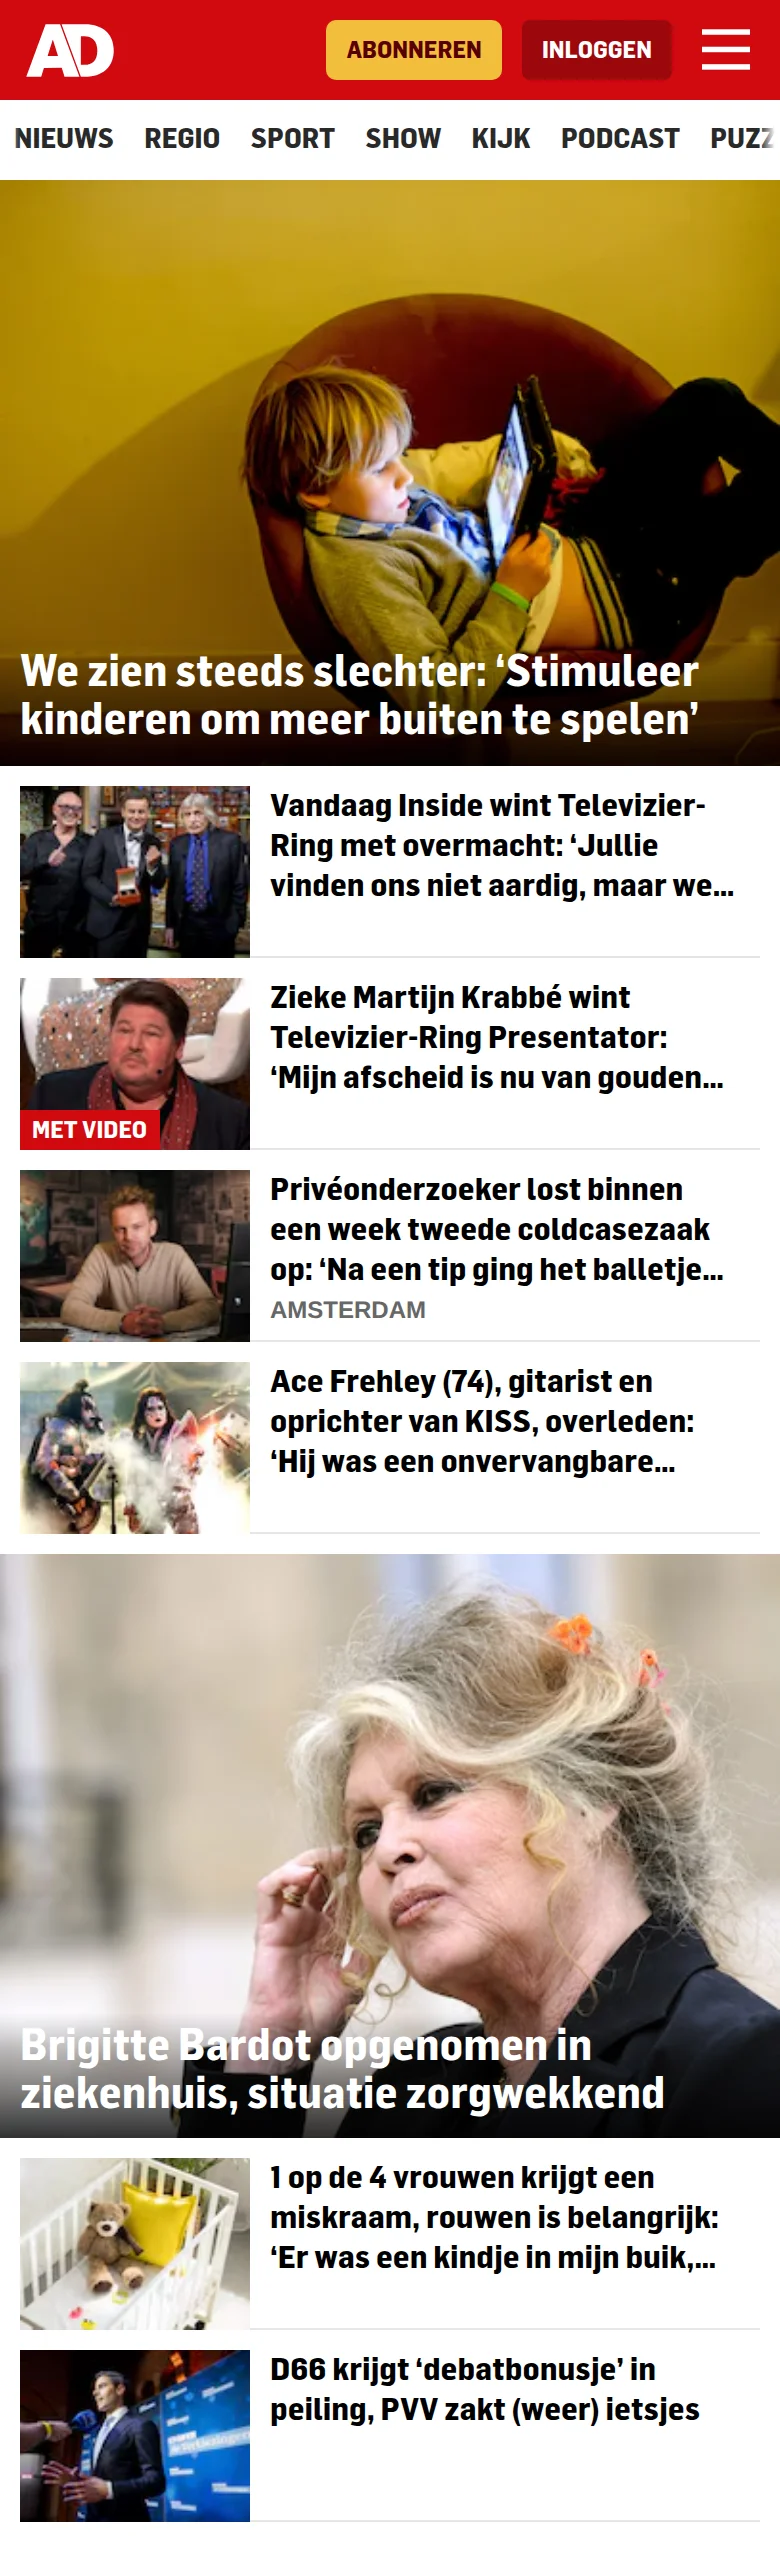 AD
ABONNEREN
INLOGGEN
NIEUWS REGIO SPORT SHOW KIJK PODCAST PUZZ
We zien steeds slechter: ‘Stimuleer
kinderen om meer buiten te spelen’
Vandaag Inside wint Televizier-
Ring met overmacht: ‘Jullie
vinden ons niet aardig, maar we...
Zieke Martijn Krabbé wint
Televizier-Ring Presentator:
‘Mijn afscheid is nu van gouden...
MET VIDEO
Privéonderzoeker lost binnen
een week tweede coldcasezaak
op: ‘Na een tip ging het balletje...
AMSTERDAM
Ace Frehley (74), gitarist en
oprichter van KISS, overleden:
‘Hij was een onvervangbare...
Brigitte Bardot opgenomen in
ziekenhuis, situatie zorgwekkend
1 op de 4 vrouwen krijgt een
miskraam, rouwen is belangrijk:
‘Er was een kindje in mijn buik,...
D66 krijgt ‘debatbonusje’ in
peiling, PVV zakt (weer) ietsjes